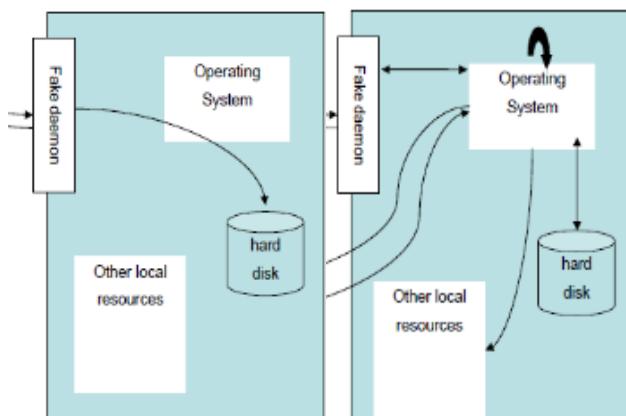 Fake daemon
Operating
System
hard
disk
Other local
resources
Fake daemon
Operating
System
hard
disk
Other local
resources